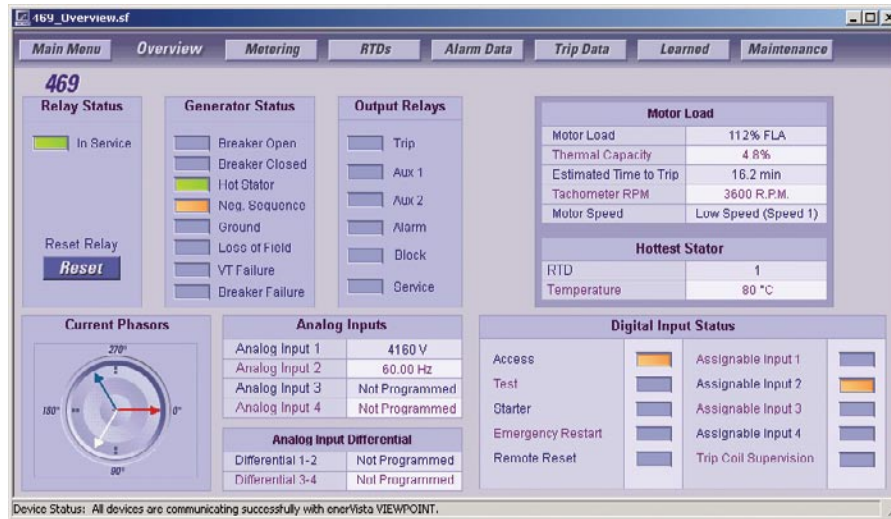 469_Overview.sf
Main Menu Overview Metering RTDs Alarm Data Trip Data Learned Maintenance
469
Relay Status
In Service
Reset Relay
Reset
Generator Status
Breaker Open
Breaker Closed
Hot Stator
Neg. Sequence
Ground
Loss of Field
VT Failure
Breaker Failure
Output Relays
Trip
Aux 1
Aux 2
Alarm
Block
Service
Motor Load
Motor Load 112% FLA
Thermal Capacity 4.8%
Estimated Time to Trip 16.2 min
Tachometer RPM 3600 R.P.M.
Motor Speed Low Speed (Speed 1)
Hottest Stator
RTD 1
Temperature 80 °C
Current Phasors
270°
180° 0°
90°
Analog Inputs
Analog Input 1 4160 V
Analog Input 2 60.00 Hz
Analog Input 3 Not Programmed
Analog Input 4 Not Programmed
Analog Input Differential
Differential 1-2 Not Programmed
Differential 3-4 Not Programmed
Digital Input Status
Access Assignable Input 1
Test Assignable Input 2
Starter Assignable Input 3
Emergency Restart Assignable Input 4
Remote Reset Trip Coil Supervision
Device Status: All devices are communicating successfully with enerVista VIEWPOINT.